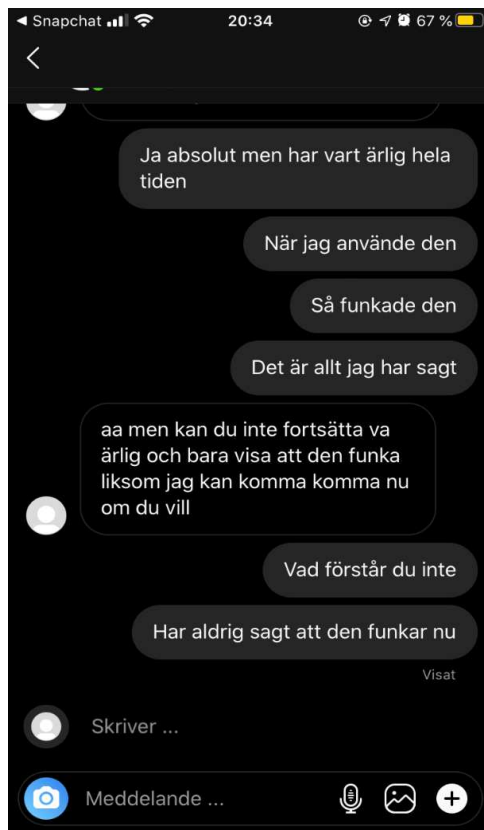 Snapchat
20:34
67 %
Ja absolut men har vart ärlig hela
tiden
När jag använde den
Så funkade den
Det är allt jag har sagt
aa men kan du inte fortsätta va
ärlig och bara visa att den funka
liksom jag kan komma komma nu
om du vill
Vad förstår du inte
Har aldrig sagt att den funkar nu
Visat
Skriver ...
Meddelande ...